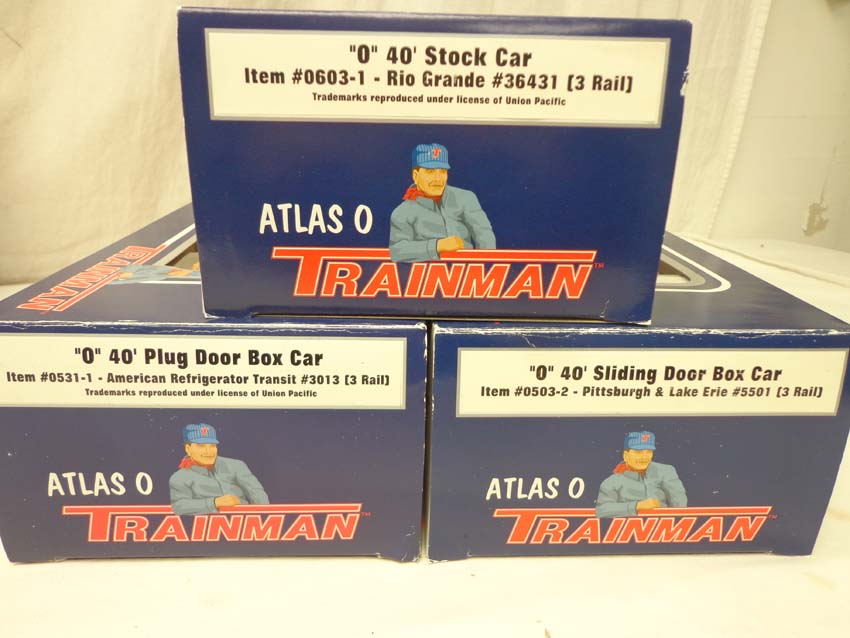 "O" 40' Stock Car
Item #0603-1 - Rio Grande #36431 [3 Rail]
Trademarks reproduced under license of Union Pacific
T
ATLAS O
TRAINMAN™
TRAINMAN
"O" 40' Plug Door Box Car
Item #0531-1 - American Refrigerator Transit #3013 [3 Rail]
Trademarks reproduced under license of Union Pacific
T
ATLAS O
TRAINMAN™
"O" 40' Sliding Door Box Car
Item #0503-2 - Pittsburgh & Lake Erie #5501 [3 Rail]
T
ATLAS O
TRAINMAN™